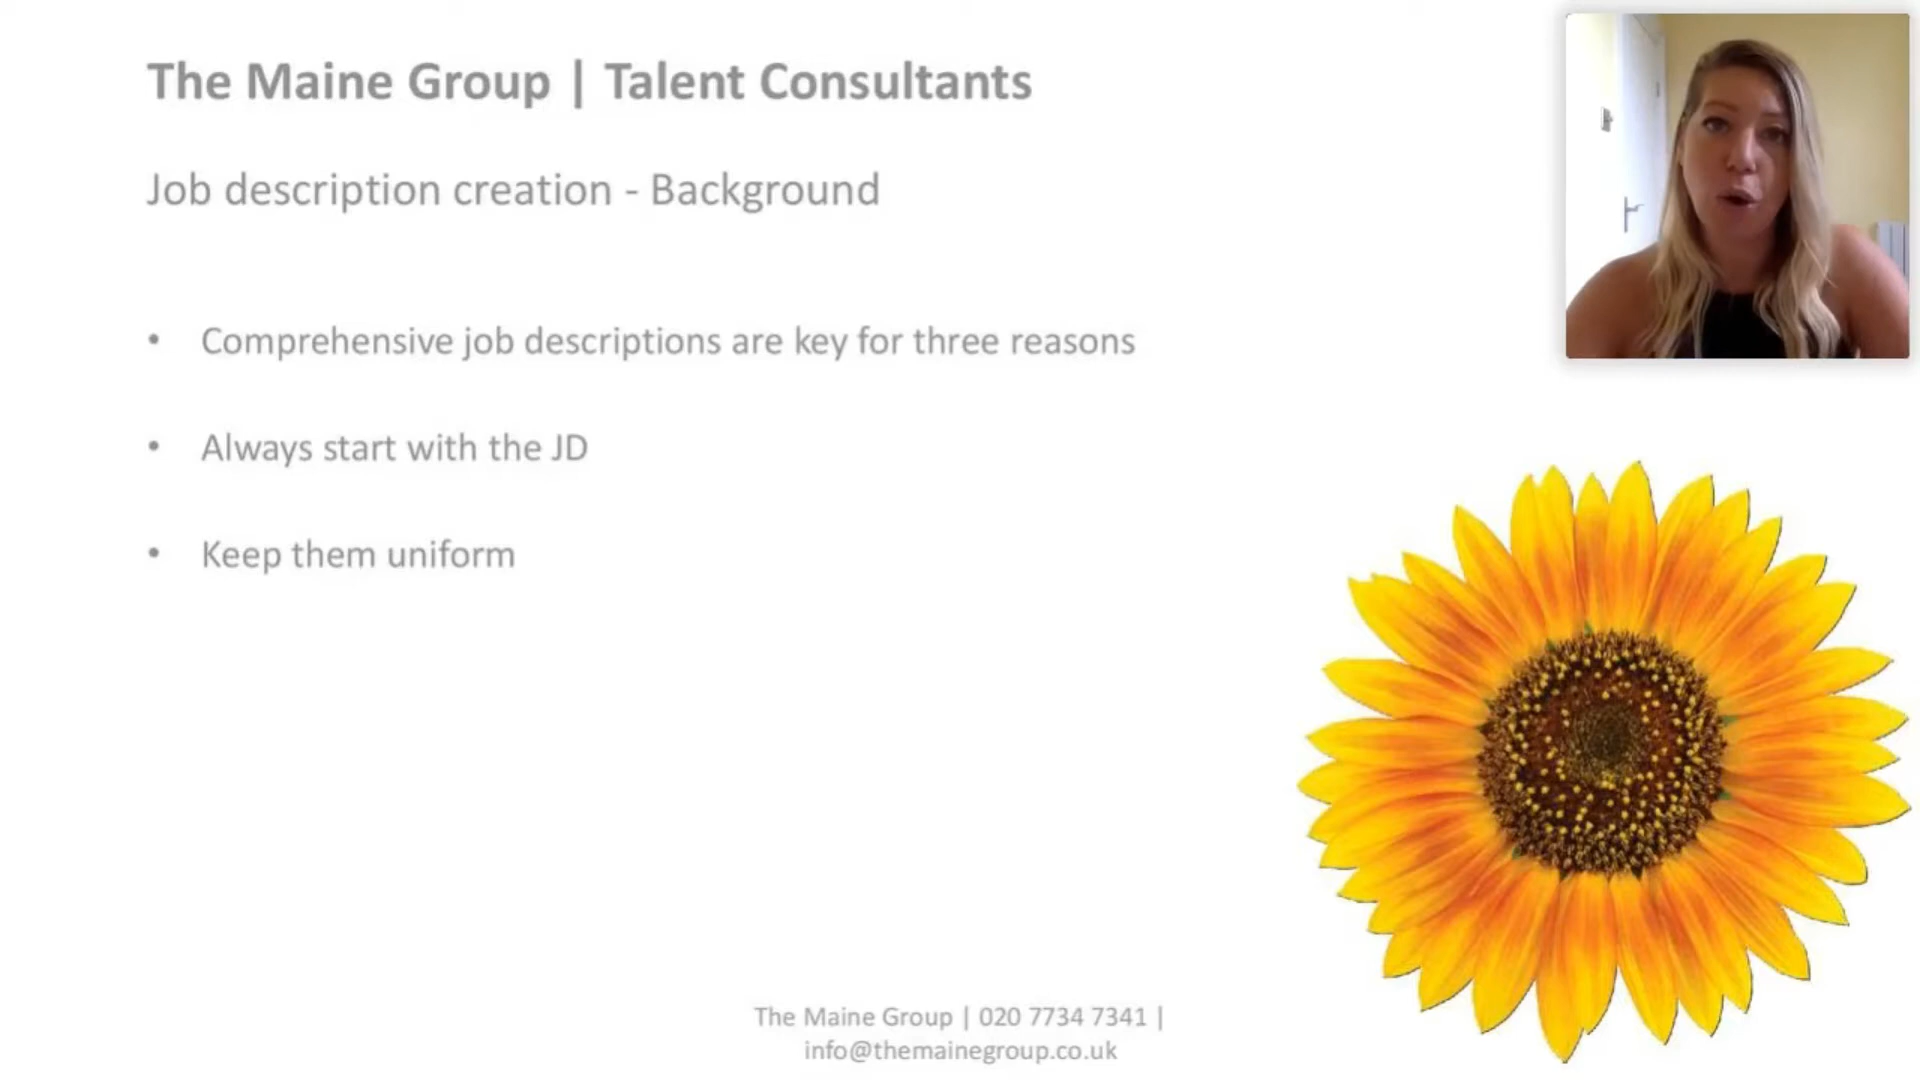 The Maine Group | Talent Consultants
Job description creation - Background
• Comprehensive job descriptions are key for three reasons
• Always start with the JD
• Keep them uniform
The Maine Group | 020 7734 7341 |
info@themainegroup.co.uk